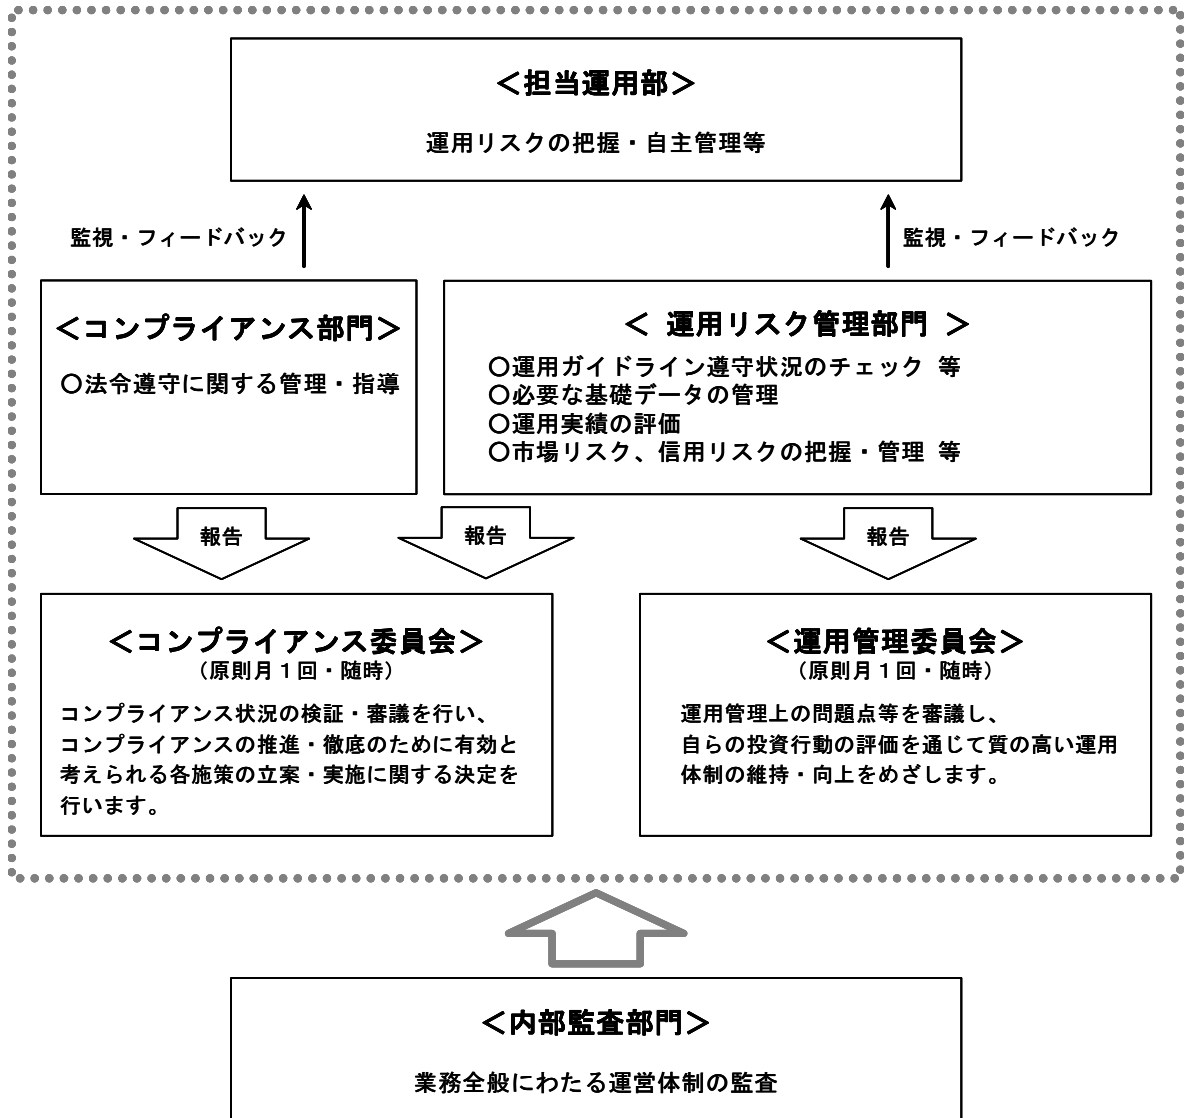 ＜担当運用部＞
運用リスクの把握・自主管理等
監視・フィードバック
監視・フィードバック
＜コンプライアンス部門＞
○法令遵守に関する管理・指導
＜ 運用リスク管理部門 ＞
○運用ガイドライン遵守状況のチェック 等
○必要な基礎データの管理
○運用実績の評価
○市場リスク、信用リスクの把握・管理 等
報告
報告
報告
＜コンプライアンス委員会＞
（原則月１回・随時）
コンプライアンス状況の検証・審議を行い、
コンプライアンスの推進・徹底のために有効と
考えられる各施策の立案・実施に関する決定を
行います。
＜運用管理委員会＞
（原則月１回・随時）
運用管理上の問題点等を審議し、
自らの投資行動の評価を通じて質の高い運用
体制の維持・向上をめざします。
＜内部監査部門＞
業務全般にわたる運営体制の監査